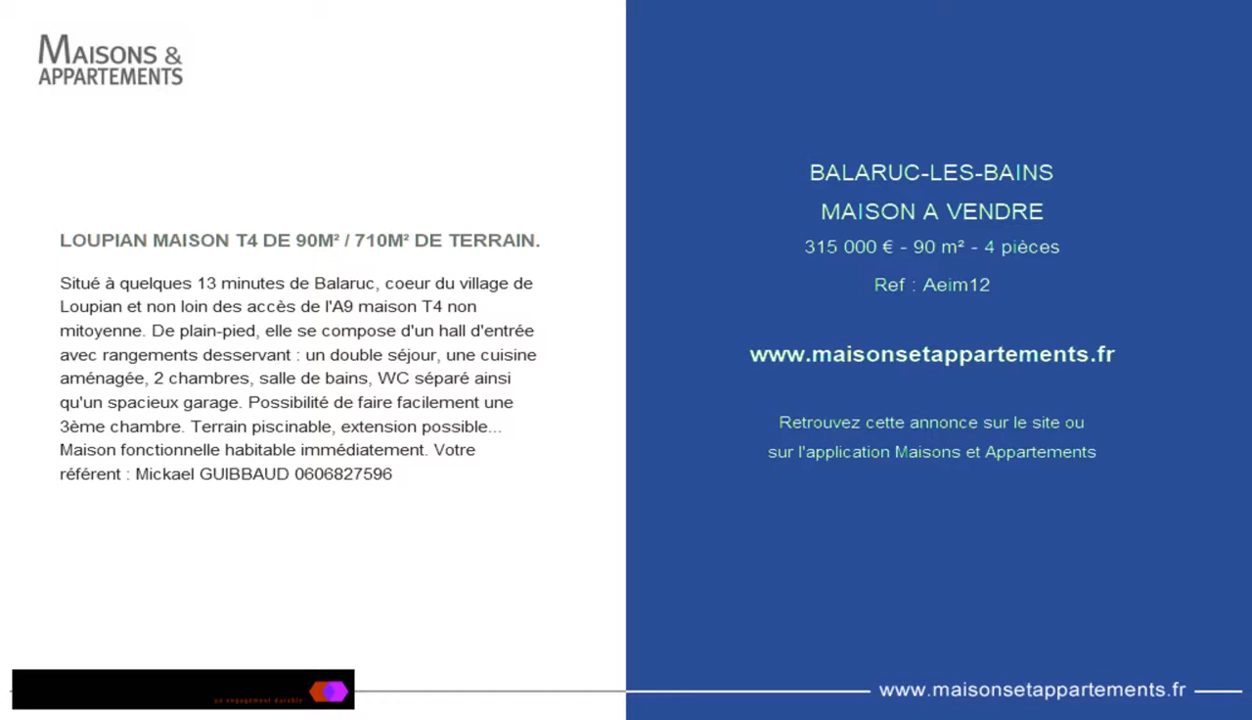 MAISONS &
APPARTEMENTS
LOUPIAN MAISON T4 DE 90M² / 710M² DE TERRAIN.
Situé à quelques 13 minutes de Balaruc, coeur du village de
Loupian et non loin des accès de l'A9 maison T4 non
mitoyenne. De plain-pied, elle se compose d'un hall d'entrée
avec rangements desservant : un double séjour, une cuisine
aménagée, 2 chambres, salle de bains, WC séparé ainsi
qu'un spacieux garage. Possibilité de faire facilement une
3ème chambre. Terrain piscinable, extension possible...
Maison fonctionnelle habitable immédiatement. Votre
référent : Mickael GUIBBAUD 0606827596
BALARUC-LES-BAINS
MAISON A VENDRE
315 000 € - 90 m² - 4 pièces
Ref : Aeim12
www.maisonsetappartements.fr
Retrouvez cette annonce sur le site ou
sur l'application Maisons et Appartements
un engagement durable
www.maisonsetappartements.fr